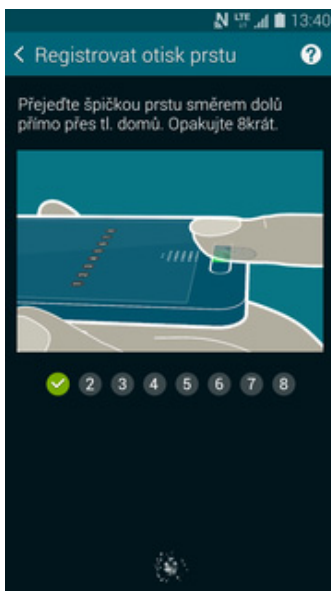 LTE 13:40
Registrovat otisk prstu ?
Přejeďte špičkou prstu směrem dolů
přímo přes tl. domů. Opakujte 8krát.
2 3 4 5 6 7 8